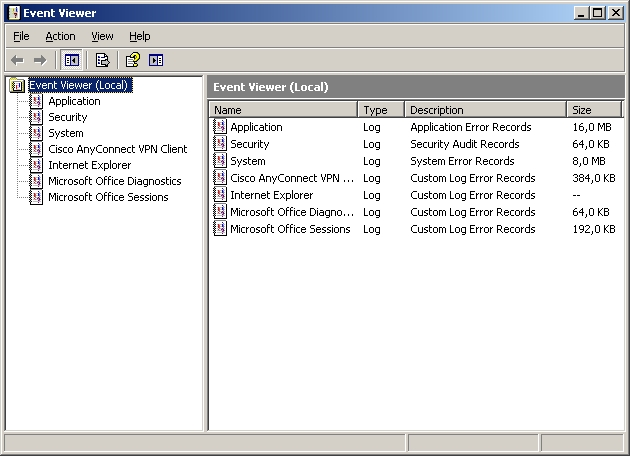 Event Viewer
File Action View Help
Event Viewer (Local)
Application
Security
System
Cisco AnyConnect VPN Client
Internet Explorer
Microsoft Office Diagnostics
Microsoft Office Sessions
Event Viewer (Local)
Name Type Description Size
Application Log Application Error Records 16,0 MB
Security Log Security Audit Records 64,0 KB
System Log System Error Records 8,0 MB
Cisco AnyConnect VPN ... Log Custom Log Error Records 384,0 KB
Internet Explorer Log Custom Log Error Records --
Microsoft Office Diagno... Log Custom Log Error Records 64,0 KB
Microsoft Office Sessions Log Custom Log Error Records 192,0 KB